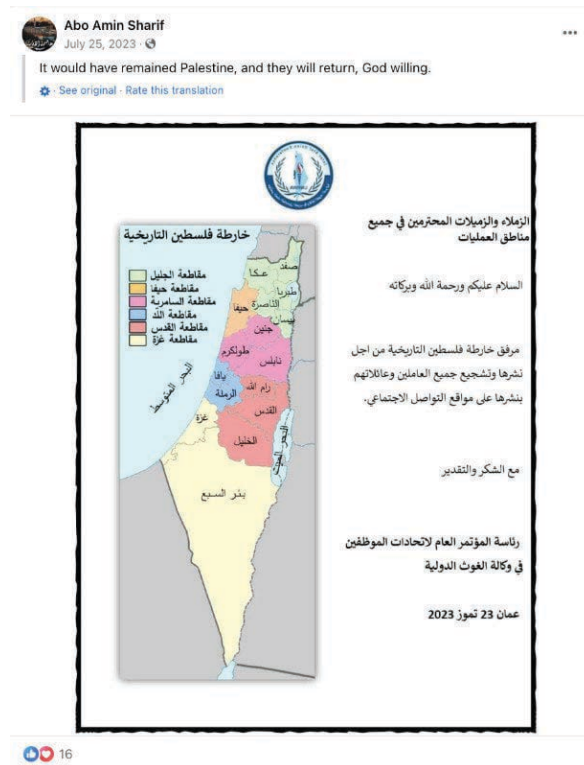 Abo Amin Sharif
July 25, 2023
It would have remained Palestine, and they will return, God willing.
See original · Rate this translation
الزملاء والزميلات المحترمين في جميع
مناطق العمليات
السلام عليكم ورحمة الله وبركاته
مرفق خارطة فلسطين التاريخية من اجل
نشرها وتشجيع جميع العاملين وعائلاتهم
بنشرها على مواقع التواصل الاجتماعي.
مع الشكر والتقدير
رئاسة المؤتمر العام لاتحادات الموظفين
في وكالة الغوث الدولية
عمان 23 تموز 2023
خارطة فلسطين التاريخية
مقاطعة الجليل
مقاطعة حيفا
مقاطعة السامرية
مقاطعة اللد
مقاطعة القدس
مقاطعة غزة
صفد
عكا
طبريا
الناصرة
حيفا
بيسان
جنين
طولكرم
نابلس
يافا
الرملة
رام الله
القدس
غزة
الخليل
البحر الميت
البحر المتوسط
بئر السبع
16